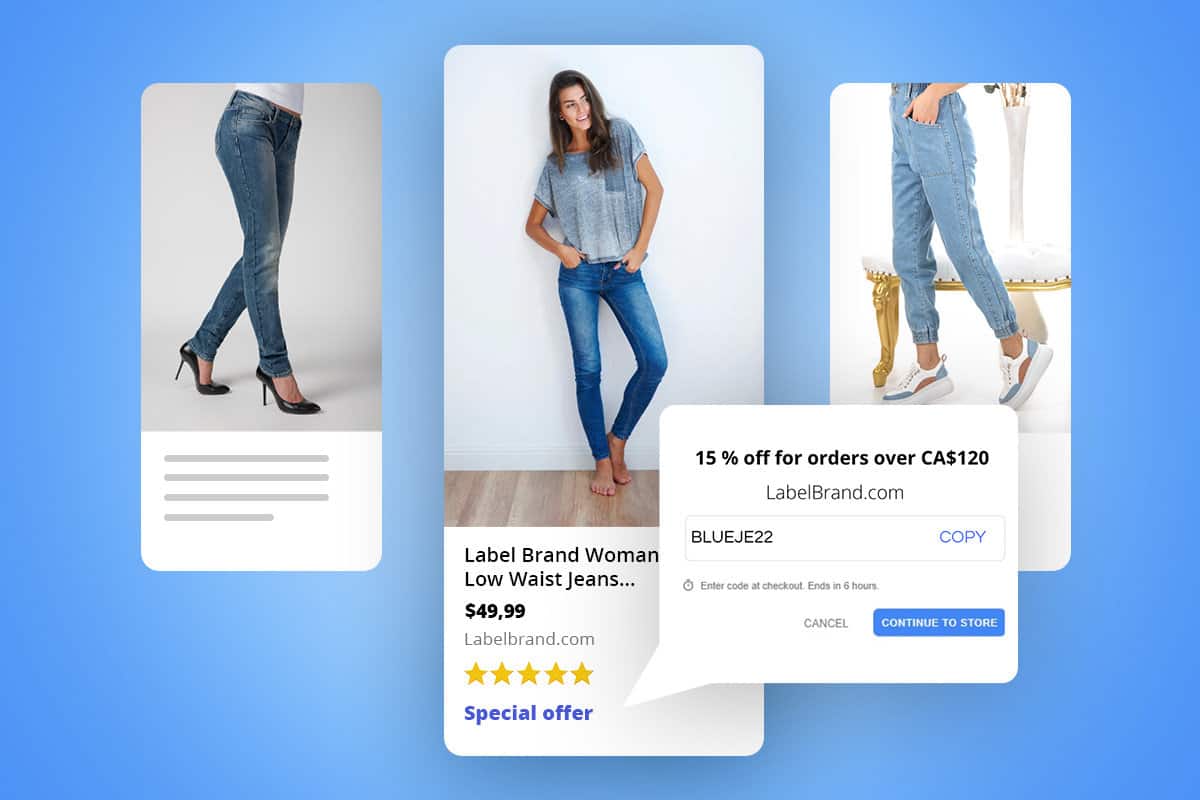 Label Brand Woman
Low Waist Jeans...
$49,99
Labelbrand.com
Special offer
15 % off for orders over CA$120
LabelBrand.com
BLUEJE22 COPY
Enter code at checkout. Ends in 6 hours.
CANCEL CONTINUE TO STORE